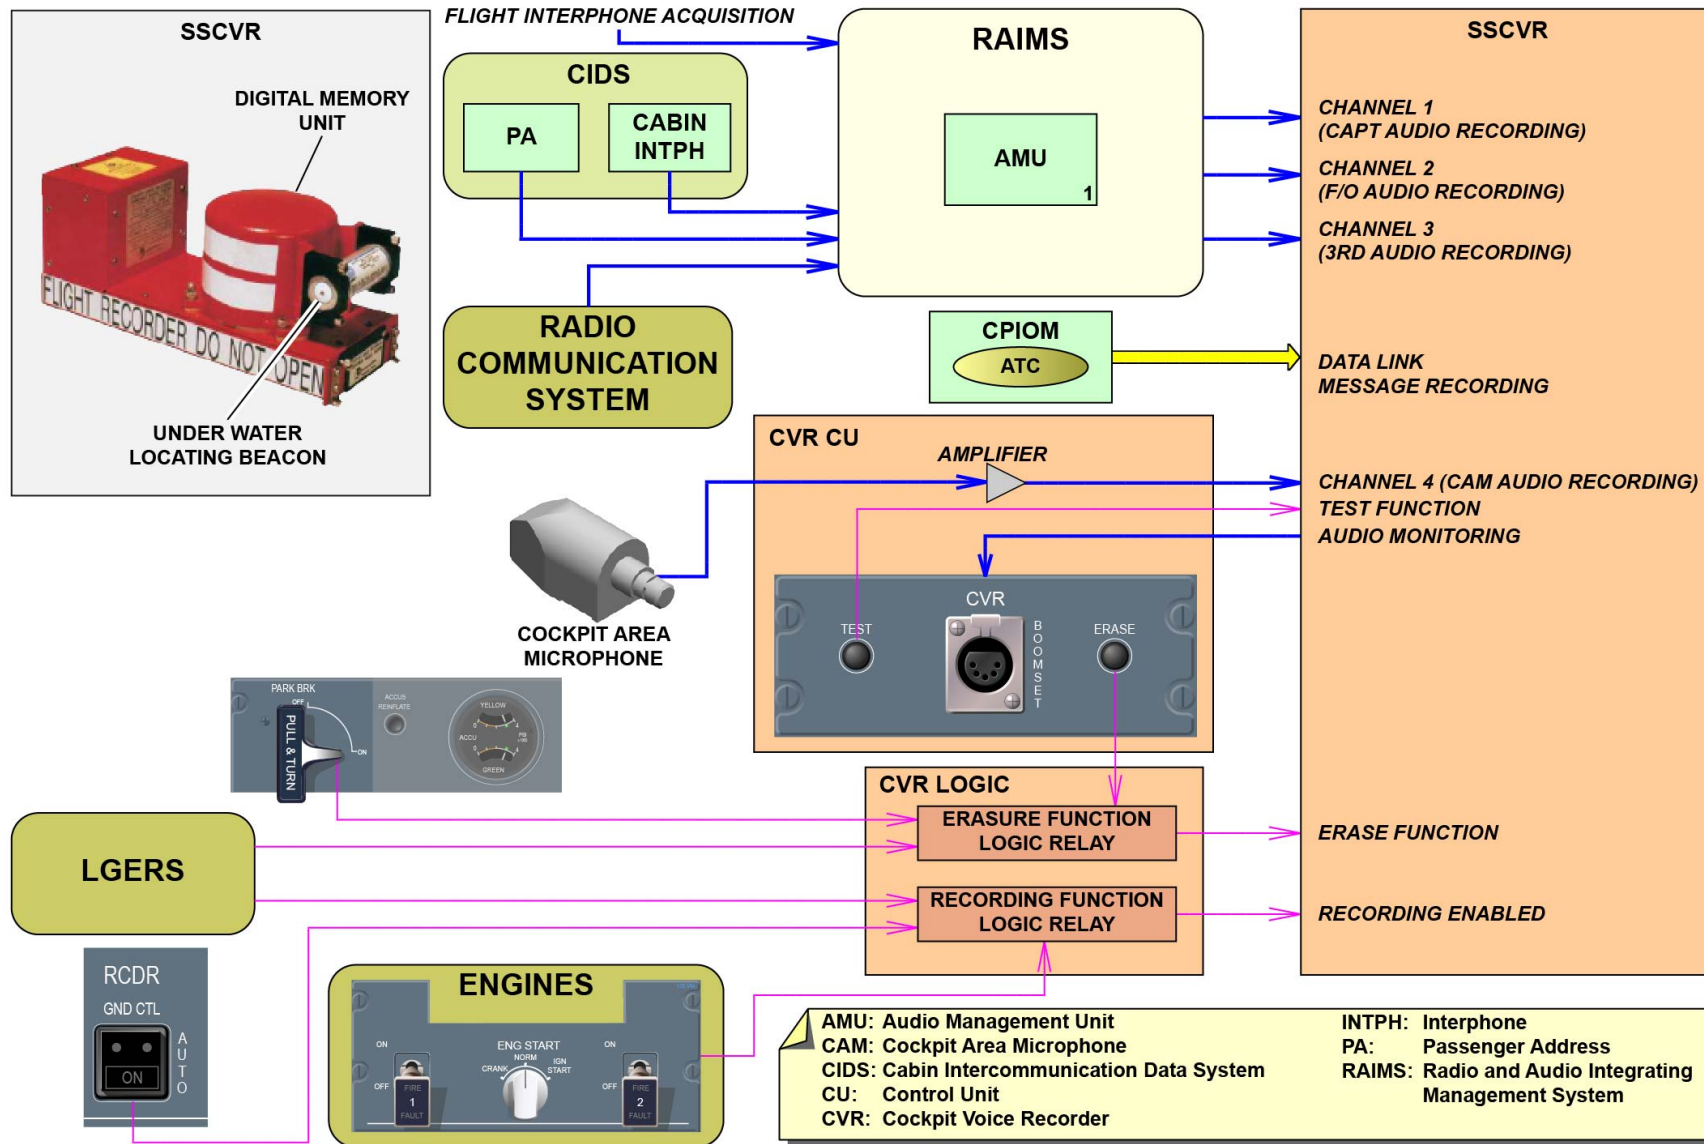 SSCVR
DIGITAL MEMORY
UNIT
FLIGHT RECORDER DO NOT OPEN
UNDER WATER
LOCATING BEACON
FLIGHT INTERPHONE ACQUISITION
CIDS
PA
CABIN
INTPH
RADIO
COMMUNICATION
SYSTEM
RAIMS
AMU
1
CPIOM
ATC
SSCVR
CHANNEL 1
(CAPT AUDIO RECORDING)
CHANNEL 2
(F/O AUDIO RECORDING)
CHANNEL 3
(3RD AUDIO RECORDING)
DATA LINK
MESSAGE RECORDING
CHANNEL 4 (CAM AUDIO RECORDING)
TEST FUNCTION
AUDIO MONITORING
ERASE FUNCTION
RECORDING ENABLED
CVR CU
AMPLIFIER
CVR
TEST
BOOMSET
ERASE
COCKPIT AREA
MICROPHONE
PARK BRK
OFF
ON
PULL & TURN
ACCUS
REINFLATE
YELLOW
0 4
ACCU
0 4
GREEN
CVR LOGIC
ERASURE FUNCTION
LOGIC RELAY
RECORDING FUNCTION
LOGIC RELAY
LGERS
RCDR
GND CTL
ON
AUTO
ENGINES
ON
OFF
FIRE
1
FAULT
ENG START
NORM
CRANK
IGN
START
ON
OFF
FIRE
2
FAULT
AMU: Audio Management Unit
CAM: Cockpit Area Microphone
CIDS: Cabin Intercommunication Data System
CU: Control Unit
CVR: Cockpit Voice Recorder
INTPH: Interphone
PA: Passenger Address
RAIMS: Radio and Audio Integrating
Management System